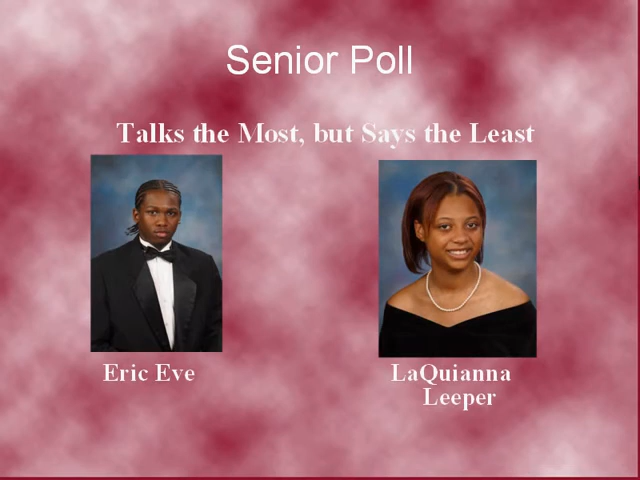 Senior Poll
Talks the Most, but Says the Least
Eric Eve
LaQuianna
Leeper